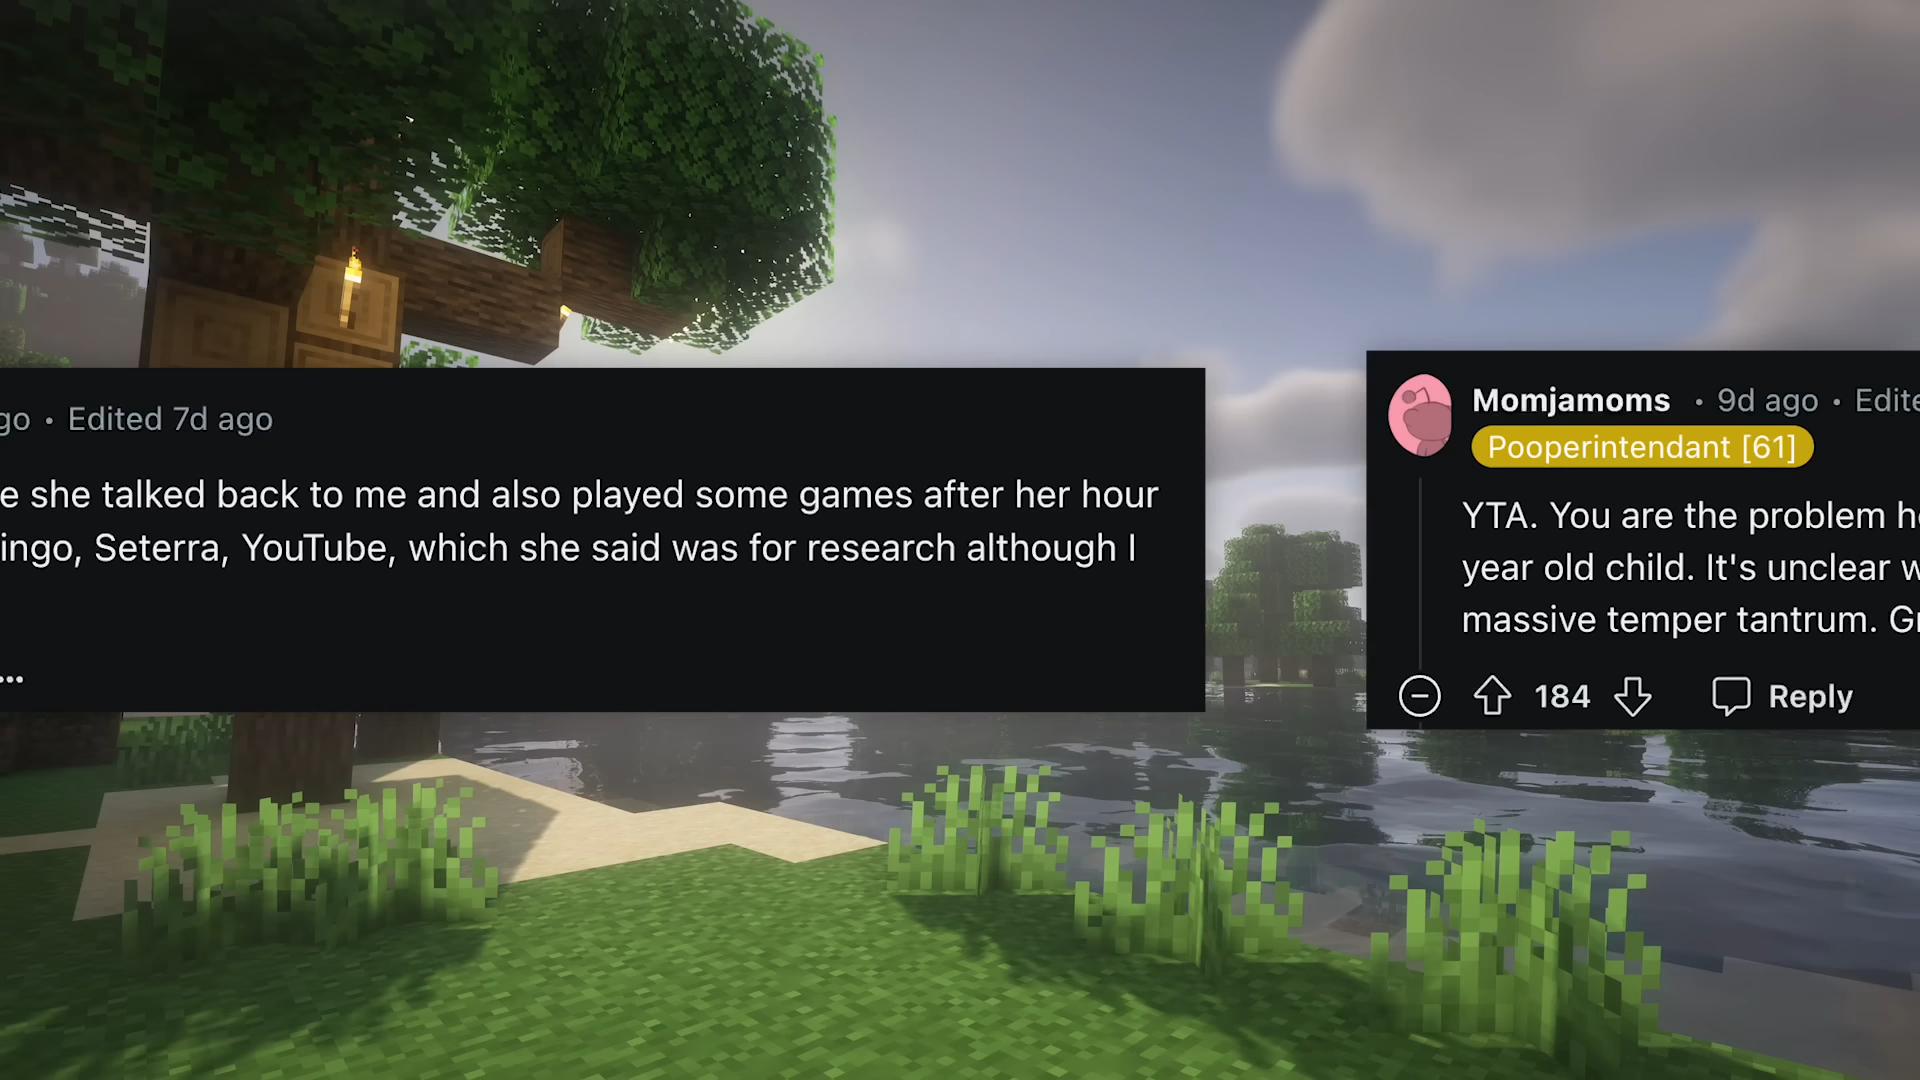 go • Edited 7d ago
e she talked back to me and also played some games after her hour
ingo, Seterra, YouTube, which she said was for research although I
...
Momjamoms • 9d ago • Edite
Pooperintendant [61]
YTA. You are the problem he
year old child. It's unclear w
massive temper tantrum. Gr
184 Reply